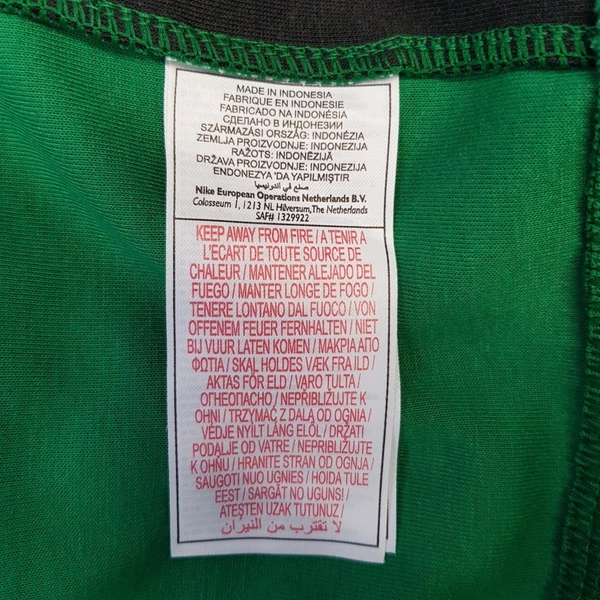 MADE IN INDONESIA
FABRIQUE EN INDONESIE
FABRICADO NA INDONÉSIA
СДЕЛАНО В ИНДОНЕЗИИ
SZÁRMAZÁSI ORSZÁG: INDONÉZIA
ZEMLJA PROIZVODNJE: INDONEZIJA
RAŽOTS: INDONĒZIJĀ
DRŽAVA PROIZVODNJE: INDONEZIJA
ENDONEZYA 'DA YAPILMIŞTIR
صنع في اندونيسيا
Nike European Operations Netherlands B.V.
Colosseum 1, 1213 NL Hilversum, The Netherlands
SAF# 1329922
KEEP AWAY FROM FIRE / A TENIR A
L'ECART DE TOUTE SOURCE DE
CHALEUR / MANTENER ALEJADO DEL
FUEGO / MANTER LONGE DE FOGO /
TENERE LONTANO DAL FUOCO / VON
OFFENEM FEUER FERNHALTEN / NIET
BIJ VUUR LATEN KOMEN / ΜΑΚΡΙΑ ΑΠΟ
ΦΩΤΙΑ / SKAL HOLDES VÆK FRA ILD /
AKTAS FÖR ELD / VARO TULTA /
ОГНЕОПАСНО / NEPŘIBLIŽUJTE K
OHNI / TRZYMAĆ Z DALA OD OGNIA /
VÉDJE NYÍLT LÁNG ELŐL / DRŽATI
PODALJE OD VATRE / NEPRIBLIŽUJTE
K OHŇU / HRANITE STRAN OD OGNJA /
SAUGOTI NUO UGNIES / HOIDA TULE
EEST / SARGĀT NO UGUNS! /
ATEŞTEN UZAK TUTUNUZ /
لا تقترب من النيران